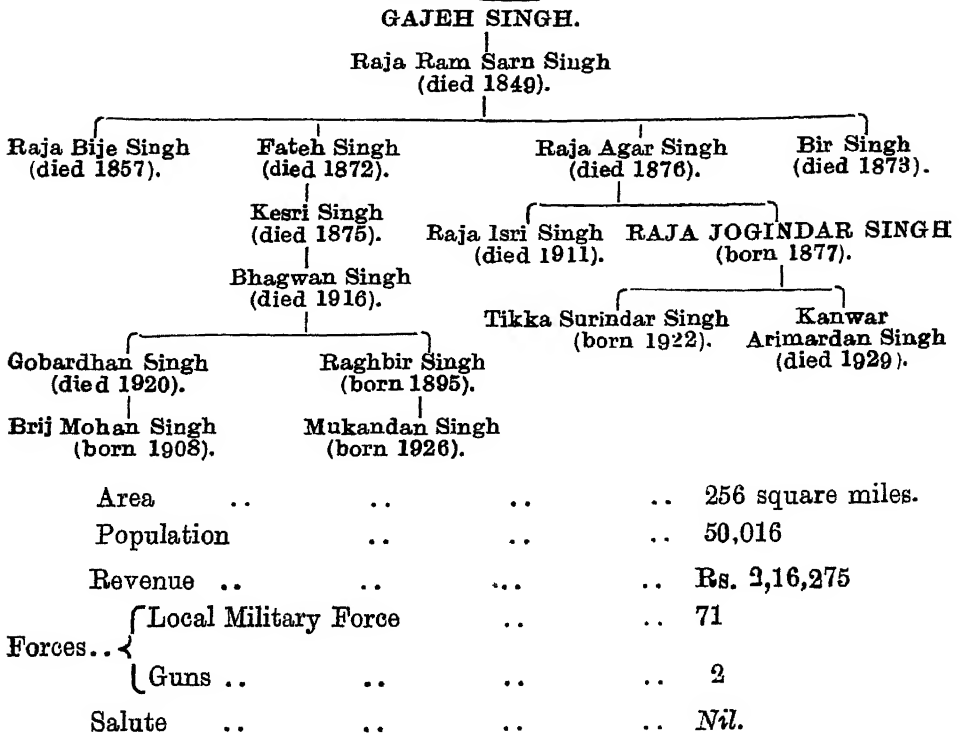 GAJEH SINGH.
Raja Ram Sarn Singh
(died 1849).
Raja Bije Singh
(died 1857).
Fateh Singh
(died 1872).
Raja Agar Singh
(died 1876).
Bir Singh
(died 1873).
Kesri Singh
(died 1875).
Raja Isri Singh
(died 1911).
RAJA JOGINDAR SINGH
(born 1877).
Bhagwan Singh
(died 1916).
Tikka Surindar Singh
(born 1922).
Kanwar
Arimardan Singh
(died 1929).
Gobardhan Singh
(died 1920).
Raghbir Singh
(born 1895).
Brij Mohan Singh
(born 1908).
Mukandan Singh
(born 1926).
Area .. .. .. .. 256 square miles.
Population .. .. .. 50,016
Revenue .. .. .. .. Rs. 2,16,275
Forces.. Local Military Force .. .. 71
Guns .. .. .. .. 2
Salute .. .. .. .. Nil.